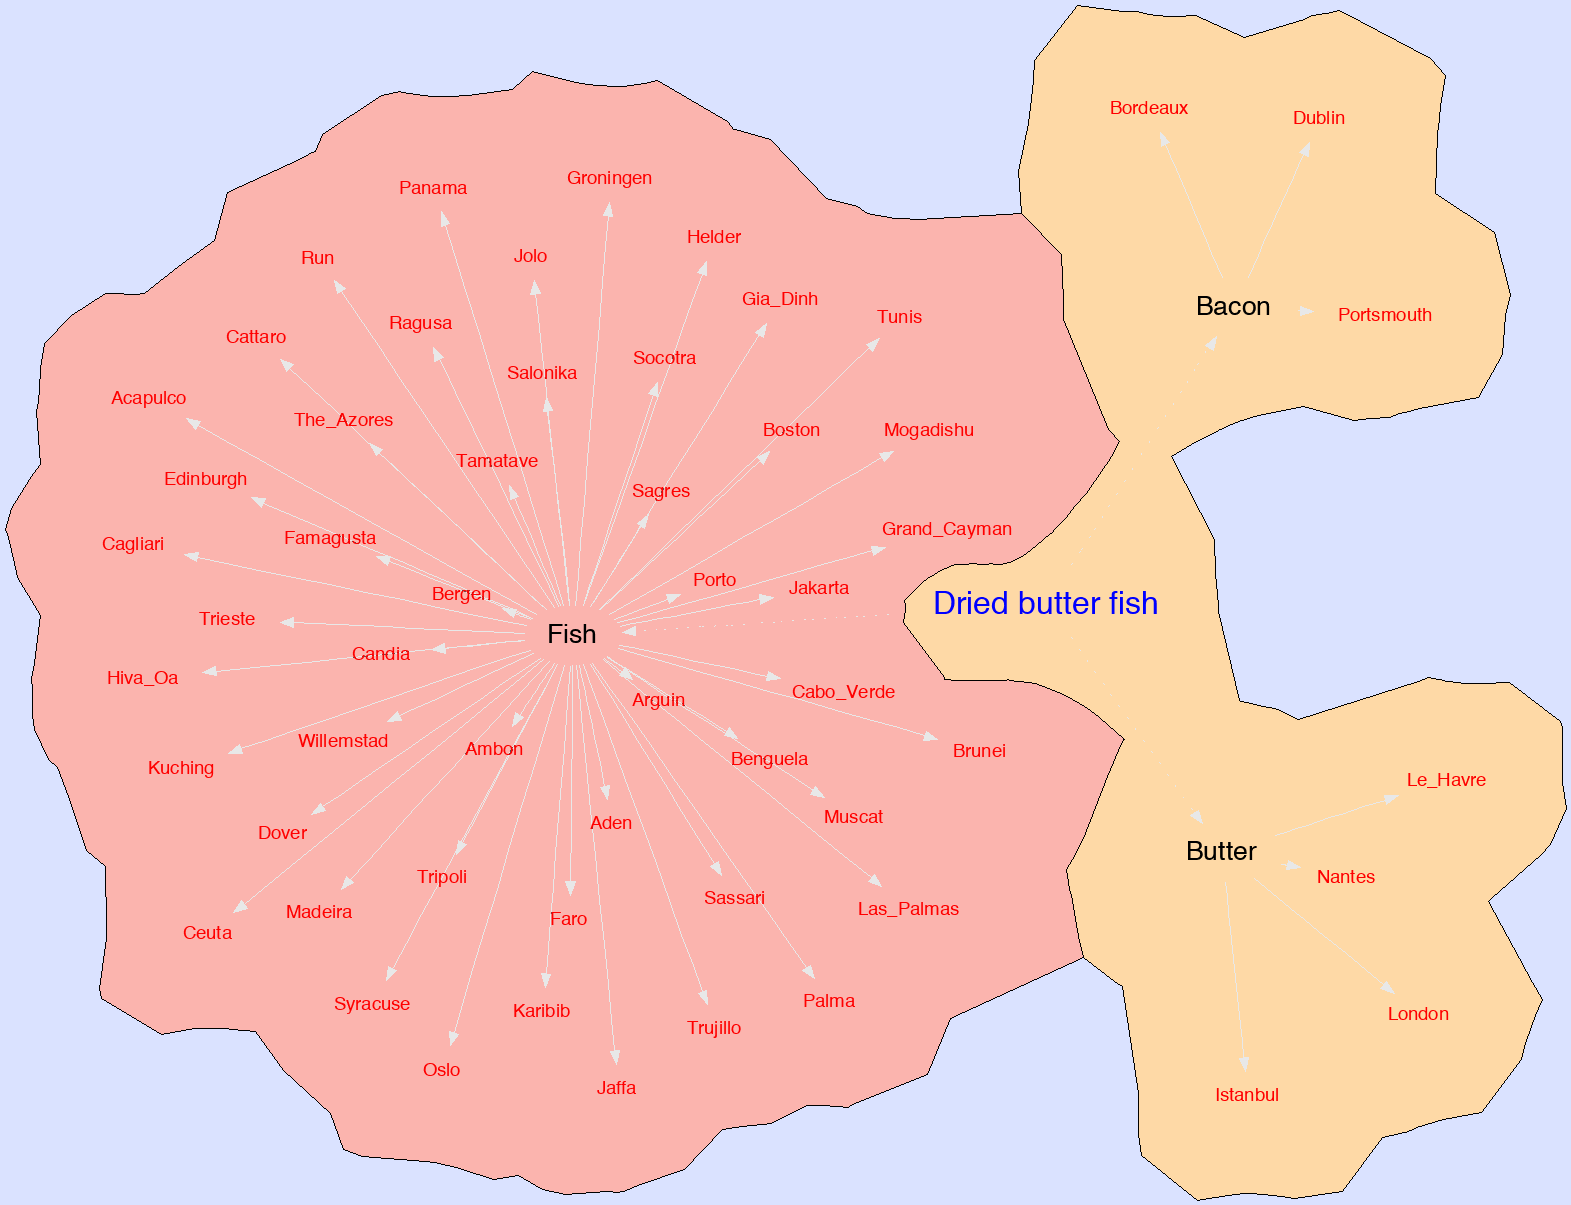 Bordeaux
Dublin
Groningen
Panama
Helder
Run
Jolo
Gia_Dinh
Bacon
Portsmouth
Tunis
Ragusa
Cattaro
Socotra
Salonika
Acapulco
The_Azores
Boston
Mogadishu
Tamatave
Edinburgh
Sagres
Grand_Cayman
Famagusta
Cagliari
Porto
Jakarta
Bergen
Dried butter fish
Trieste
Fish
Candia
Hiva_Oa
Cabo_Verde
Arguin
Willemstad
Ambon
Brunei
Benguela
Kuching
Le_Havre
Muscat
Aden
Dover
Butter
Tripoli
Nantes
Sassari
Las_Palmas
Madeira
Faro
Ceuta
Palma
Syracuse
Karibib
London
Trujillo
Oslo
Jaffa
Istanbul